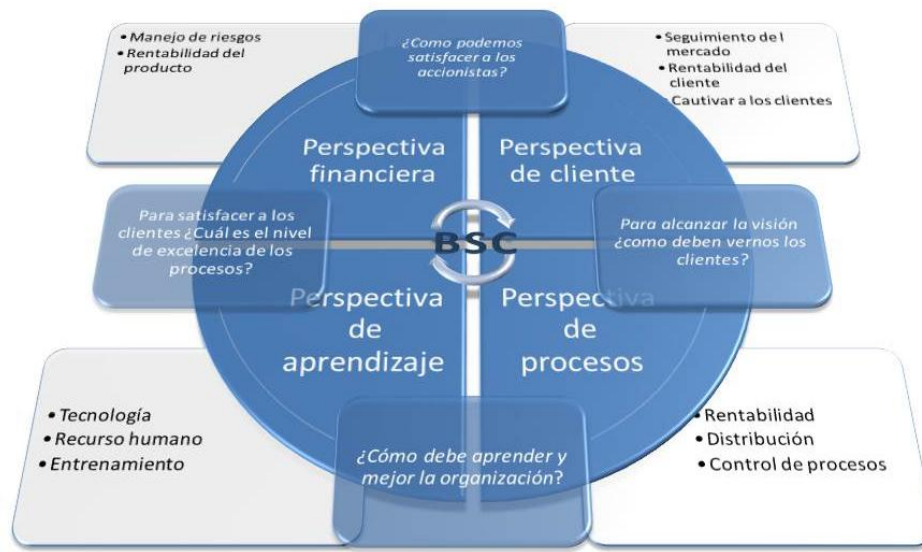 • Manejo de riesgos
• Rentabilidad del
producto
¿Como podemos
satisfacer a los
accionistas?
• Seguimiento del
mercado
• Rentabilidad del
cliente
• Cautivar a los clientes
Perspectiva
financiera
Perspectiva
de cliente
Para satisfacer a los
clientes ¿Cuál es el nivel
de excelencia de los
procesos?
BSC
Para alcanzar la visión
¿como deben vernos los
clientes?
Perspectiva
de
aprendizaje
Perspectiva
de
procesos
• Tecnología
• Recurso humano
• Entrenamiento
¿Cómo debe aprender y
mejor la organización?
• Rentabilidad
• Distribución
• Control de procesos